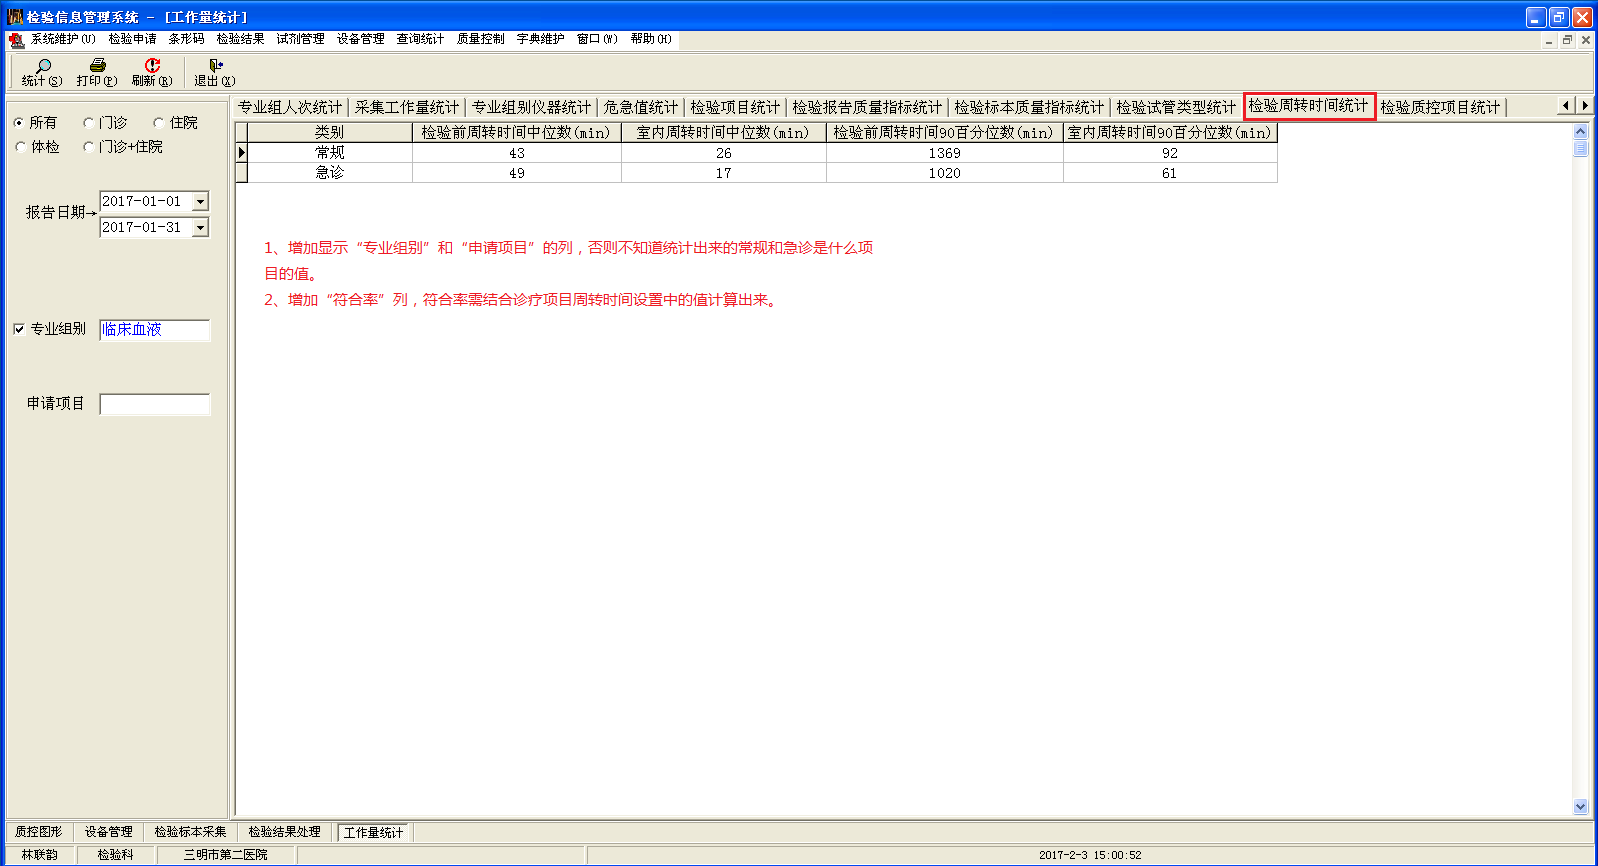 检验信息管理系统 - [工作量统计]
系统维护(U) 检验申请 条形码 检验结果 试剂管理 设备管理 查询统计 质量控制 字典维护 窗口(W) 帮助(H)
统计(S) 打印(P) 刷新(R) 退出(X)
专业组人次统计 采集工作量统计 专业组别仪器统计 危急值统计 检验项目统计 检验报告质量指标统计 检验标本质量指标统计 检验试管类型统计 检验周转时间统计 检验质控项目统计
所有 门诊 住院
体检 门诊+住院
报告日期→
2017-01-01
2017-01-31
专业组别 临床血液
申请项目
类别 检验前周转时间中位数(min) 室内周转时间中位数(min) 检验前周转时间90百分位数(min) 室内周转时间90百分位数(min)
常规 43 26 1369 92
急诊 49 17 1020 61
1、增加显示“专业组别”和“申请项目”的列，否则不知道统计出来的常规和急诊是什么项
目的值。
2、增加“符合率”列，符合率需结合诊疗项目周转时间设置中的值计算出来。
质控图形 设备管理 检验标本采集 检验结果处理 工作量统计
林联韵 检验科 三明市第二医院 2017-2-3 15:00:52